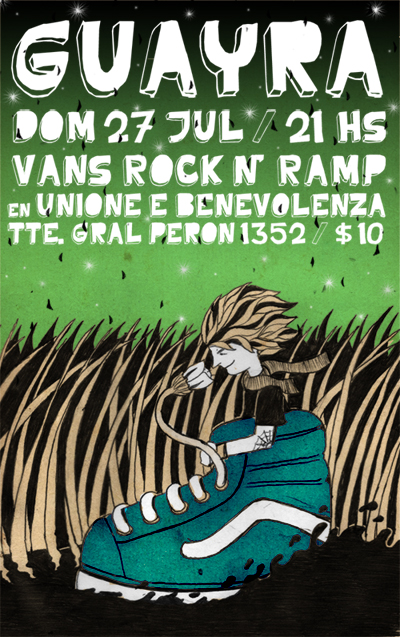 GUAYRA
DOM 27 JUL / 21 HS
VANS ROCK N' RAMP
EN UNIONE E BENEVOLENZA
TTE. GRAL PERON 1352 / $10